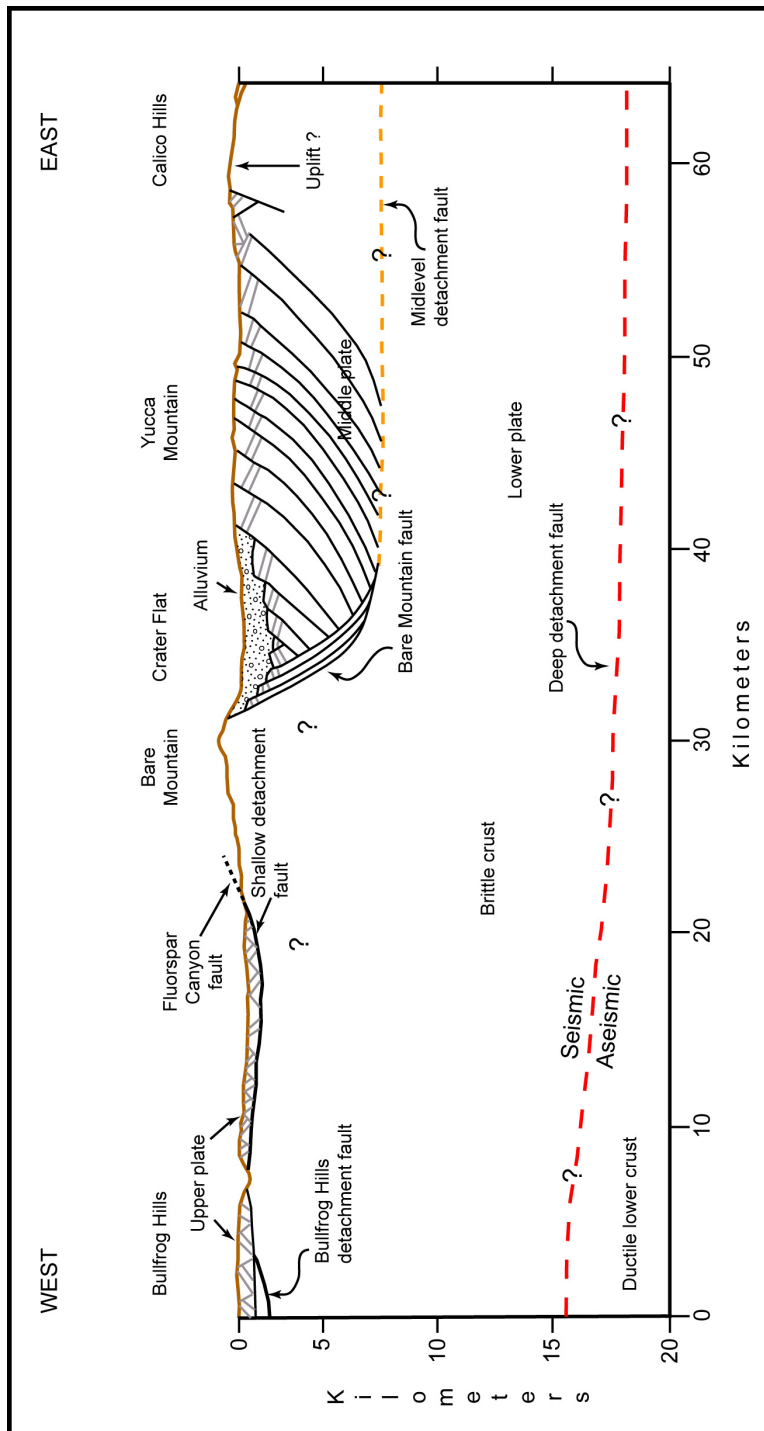 WEST
EAST
Bullfrog Hills
Bare
Mountain
Crater Flat
Yucca
Mountain
Calico Hills
Upper plate
Fluorspar
Canyon
fault
Alluvium
Shallow detachment
fault
Uplift ?
Bullfrog Hills
detachment fault
?
?
Bare Mountain fault
Middle plate
?
?
Midlevel
detachment fault
Brittle crust
Lower plate
Deep detachment fault
?
Seismic
Aseismic
?
?
Ductile lower crust
0
5
10
15
20
Kilometers
0
10
20
30
40
50
60
Kilometers